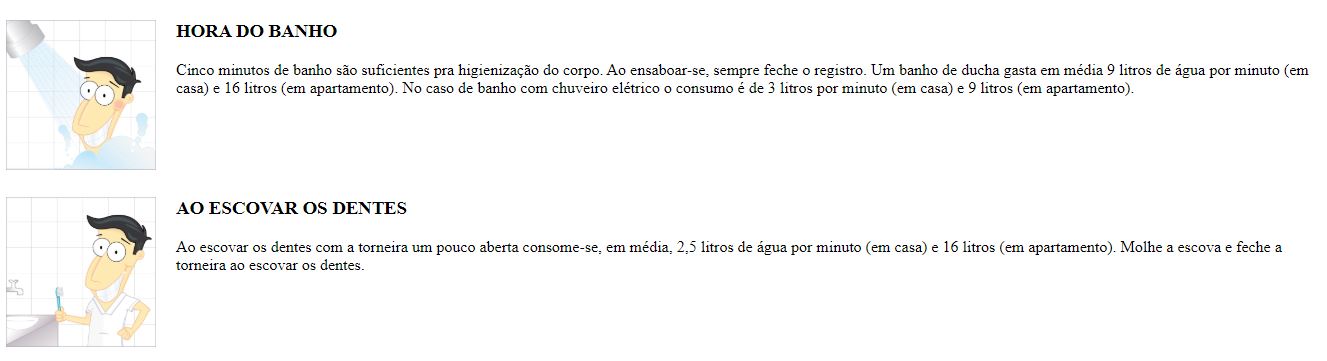 HORA DO BANHO
Cinco minutos de banho são suficientes pra higienização do corpo. Ao ensaboar-se, sempre feche o registro. Um banho de ducha gasta em média 9 litros de água por minuto (em
casa) e 16 litros (em apartamento). No caso de banho com chuveiro elétrico o consumo é de 3 litros por minuto (em casa) e 9 litros (em apartamento).
AO ESCOVAR OS DENTES
Ao escovar os dentes com a torneira um pouco aberta consome-se, em média, 2,5 litros de água por minuto (em casa) e 16 litros (em apartamento). Molhe a escova e feche a
torneira ao escovar os dentes.